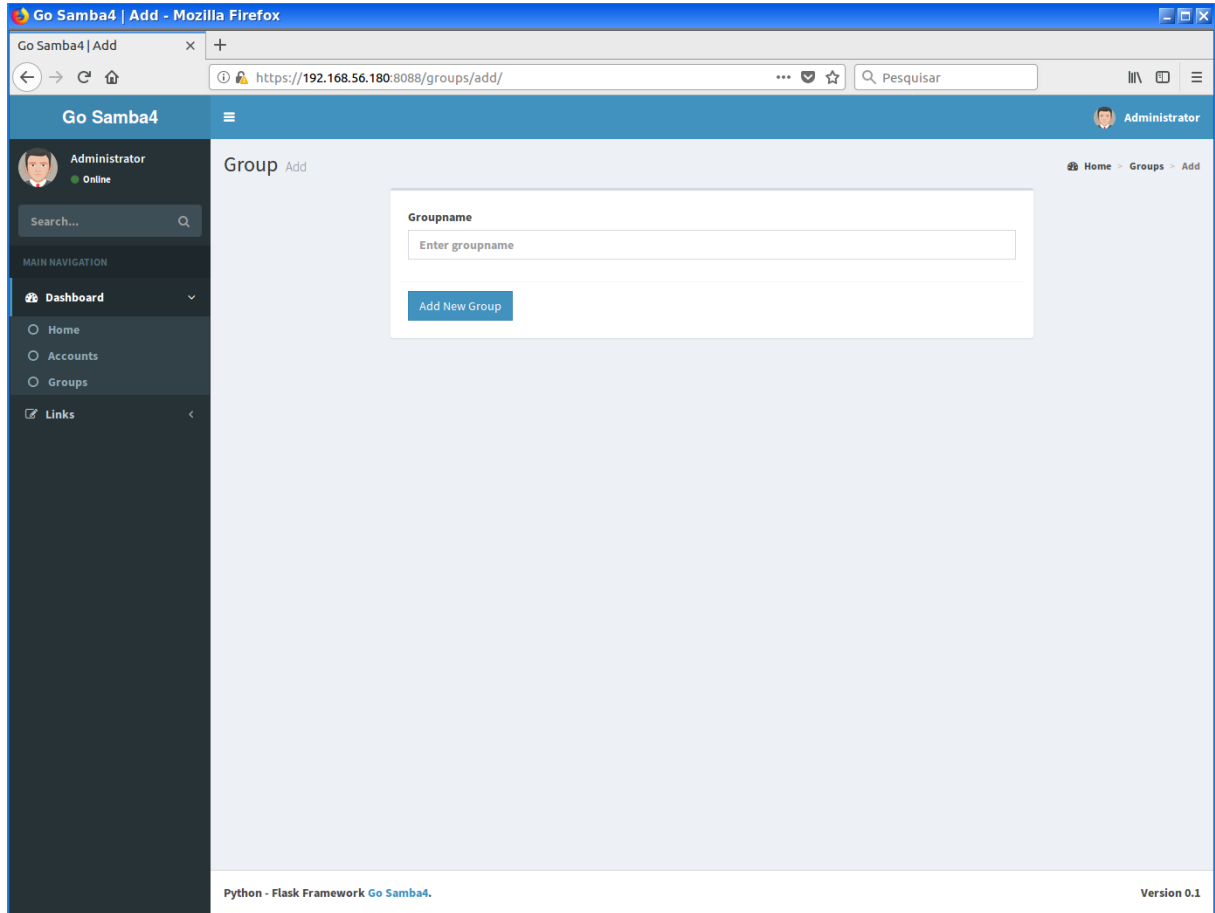 Go Samba4 | Add - Mozilla Firefox
Go Samba4 | Add
https://192.168.56.180:8088/groups/add/
Pesquisar
Go Samba4
Administrator
Administrator
Online
Group Add
Home > Groups > Add
Search...
MAIN NAVIGATION
Dashboard
Home
Accounts
Groups
Links
Groupname
Enter groupname
Add New Group
Python - Flask Framework Go Samba4.
Version 0.1